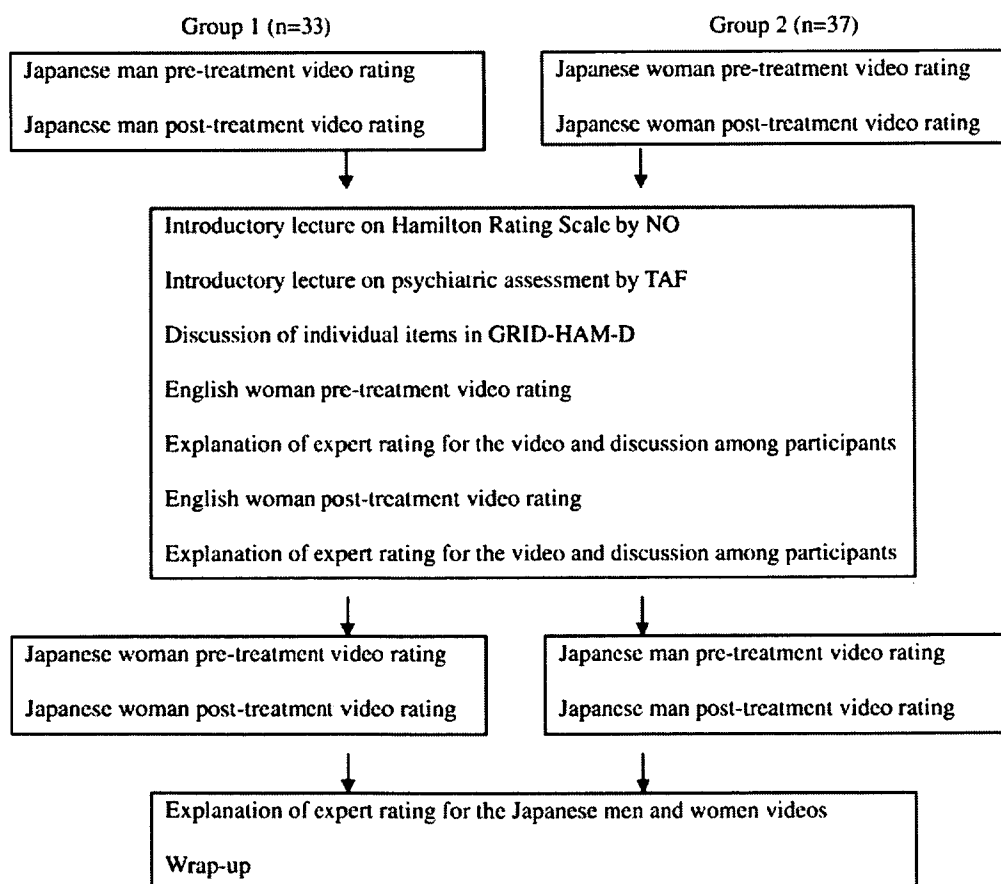 Group 1 (n=33)
Group 2 (n=37)
Japanese man pre-treatment video rating
Japanese man post-treatment video rating
Japanese woman pre-treatment video rating
Japanese woman post-treatment video rating
Introductory lecture on Hamilton Rating Scale by NO
Introductory lecture on psychiatric assessment by TAF
Discussion of individual items in GRID-HAM-D
English woman pre-treatment video rating
Explanation of expert rating for the video and discussion among participants
English woman post-treatment video rating
Explanation of expert rating for the video and discussion among participants
Japanese woman pre-treatment video rating
Japanese woman post-treatment video rating
Japanese man pre-treatment video rating
Japanese man post-treatment video rating
Explanation of expert rating for the Japanese men and women videos
Wrap-up